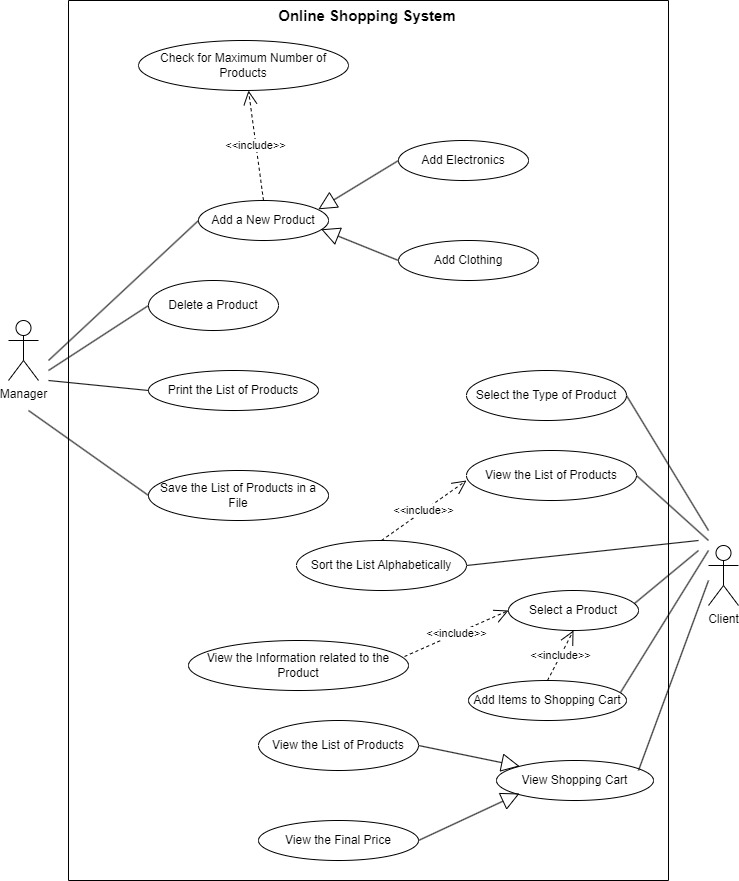 Online Shopping System
Check for Maximum Number of
Products
<<include>>
Add Electronics
Add a New Product
Add Clothing
Delete a Product
Manager
Print the List of Products
Select the Type of Product
View the List of Products
Save the List of Products in a
File
<<include>>
Sort the List Alphabetically
Select a Product
Client
<<include>>
<<include>>
View the Information related to the
Product
Add Items to Shopping Cart
View the List of Products
View Shopping Cart
View the Final Price